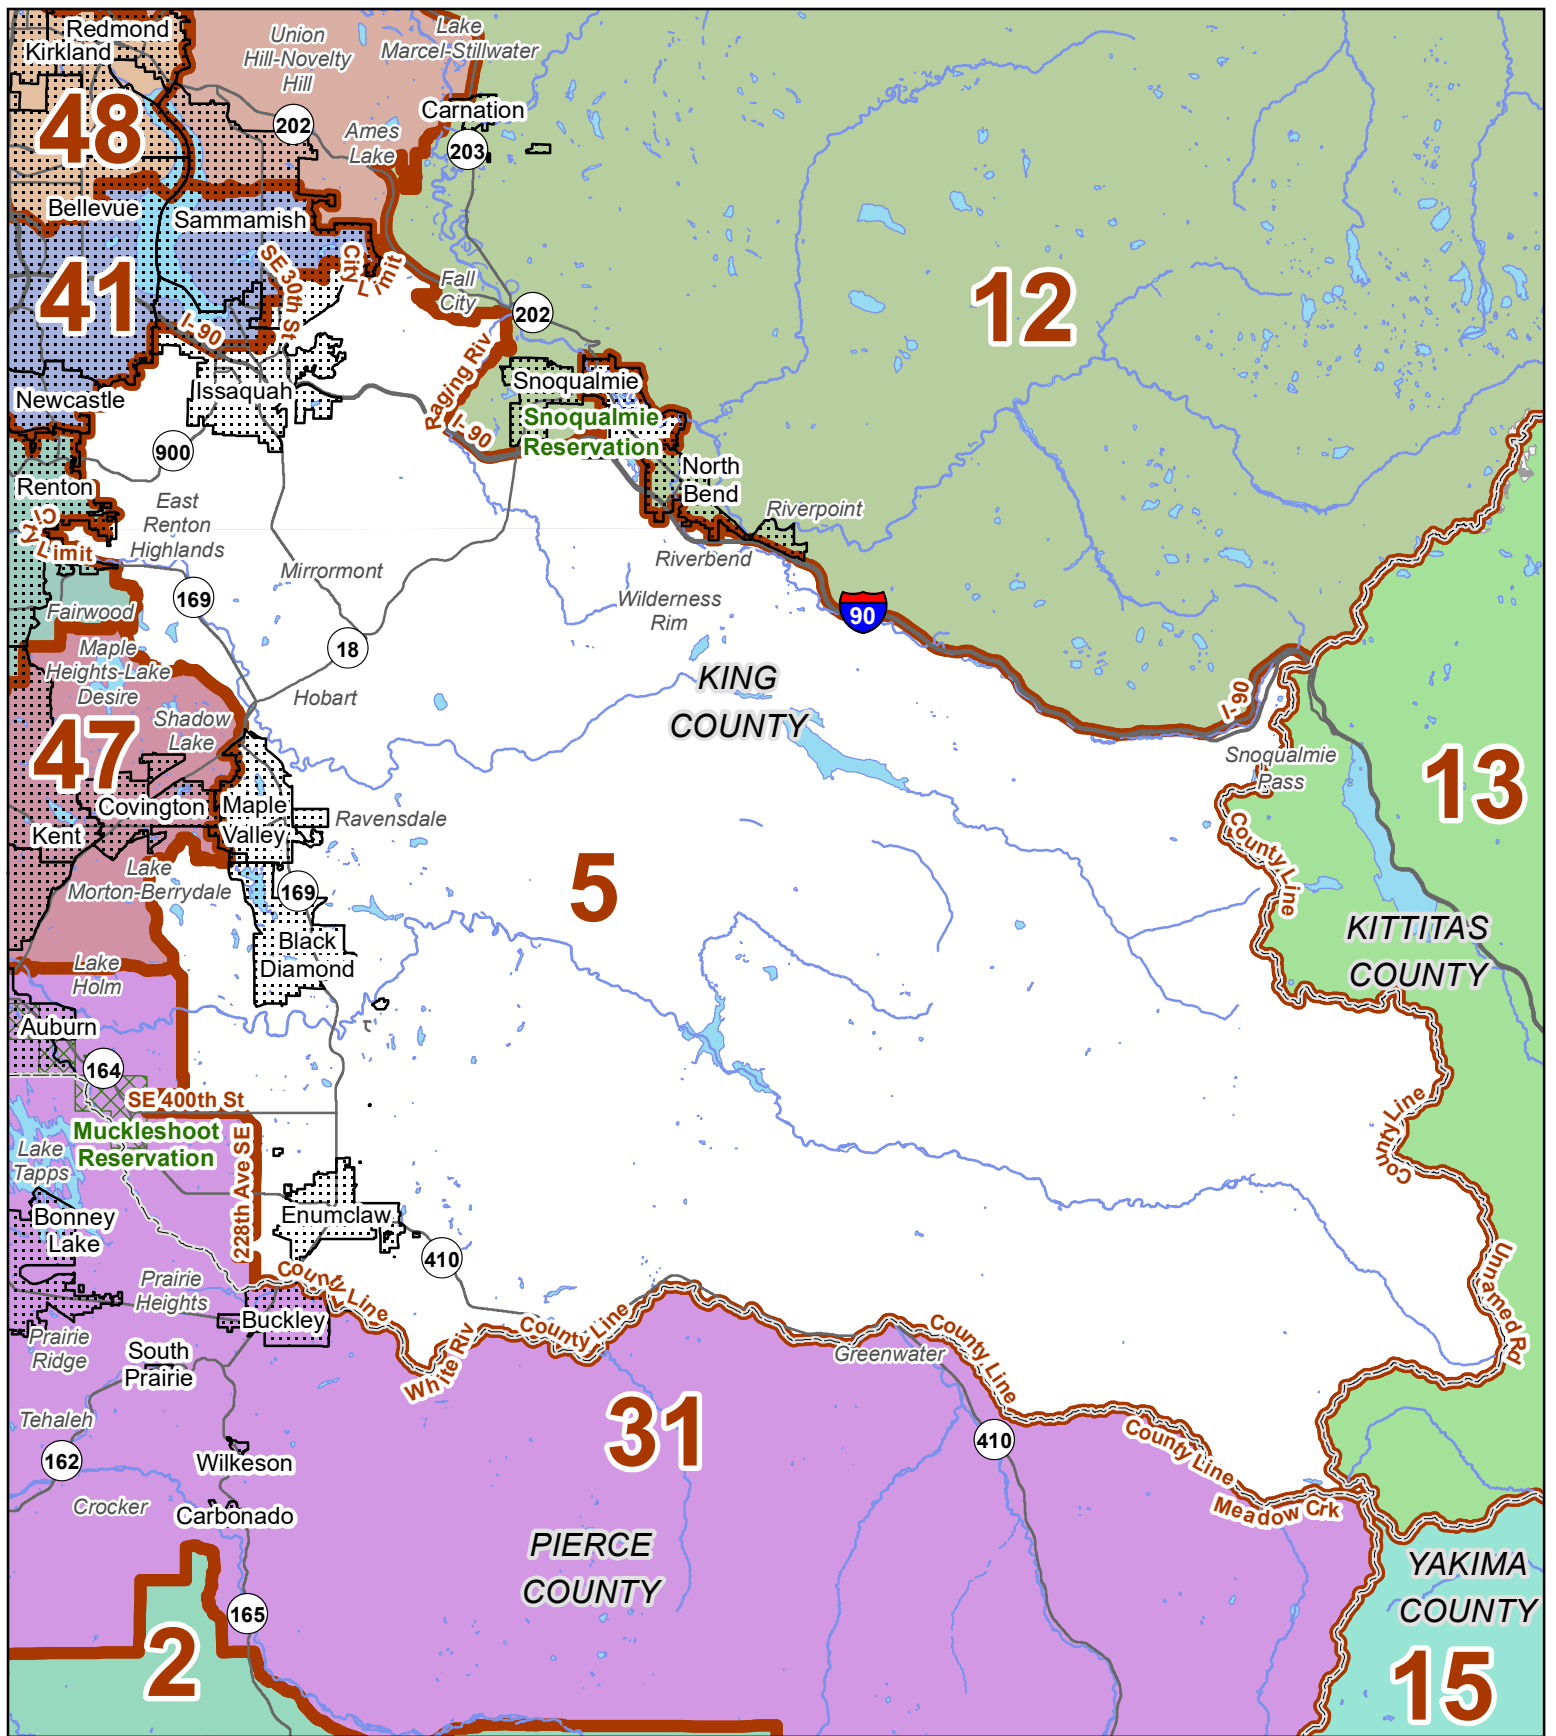 Redmond
Kirkland
Union
Hill-Novelty
Hill
Lake
Marcel-Stillwater
48
202
Carnation
Ames
Lake
203
Bellevue
Sammamish
41
SE 30th St
City
Limit
Fall
City
202
12
I-90
Raging Riv
Newcastle
Issaquah
Snoqualmie
Snoqualmie
Reservation
I-90
900
Renton
North
Bend
City Limit
East
Renton
Highlands
Riverpoint
Riverbend
Mirrormont
Fairwood
169
Wilderness
Rim
90
18
Maple
Heights-Lake
Desire
KING
COUNTY
Hobart
I-90
Shadow
Lake
47
Snoqualmie
Pass
13
Covington
Maple
Valley
Ravensdale
Kent
County Line
Lake
Morton-Berrydale
169
5
KITTITAS
COUNTY
Black
Diamond
Lake
Holm
Auburn
164
SE 400th St
Muckleshoot
Reservation
County Line
Lake
Tapps
228th Ave SE
Bonney
Lake
Enumclaw
410
Unnamed Rd
Prairie
Heights
County Line
Buckley
Prairie
Ridge
South
Prairie
White Riv
County Line
Greenwater
County Line
Tehaleh
31
410
County Line
162
Wilkeson
Crocker
Carbonado
Meadow Crk
PIERCE
COUNTY
YAKIMA
COUNTY
165
2
15